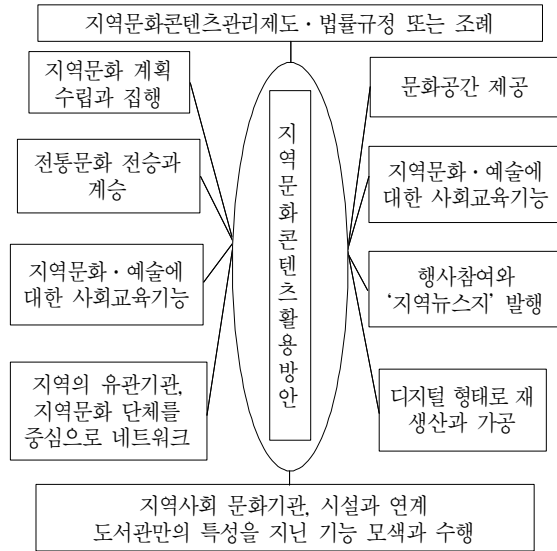 지역문화콘텐츠관리제도·법률규정 또는 조례
지역문화 계획
수립과 집행
전통문화 전승과
계승
지역문화·예술에
대한 사회교육기능
지역의 유관기관,
지역문화 단체를
중심으로 네트워크
지역문화콘텐츠활용방안
문화공간 제공
지역문화·예술에
대한 사회교육기능
행사참여와
'지역뉴스지' 발행
디지털 형태로 재
생산과 가공
지역사회 문화기관, 시설과 연계
도서관만의 특성을 지닌 기능 모색과 수행